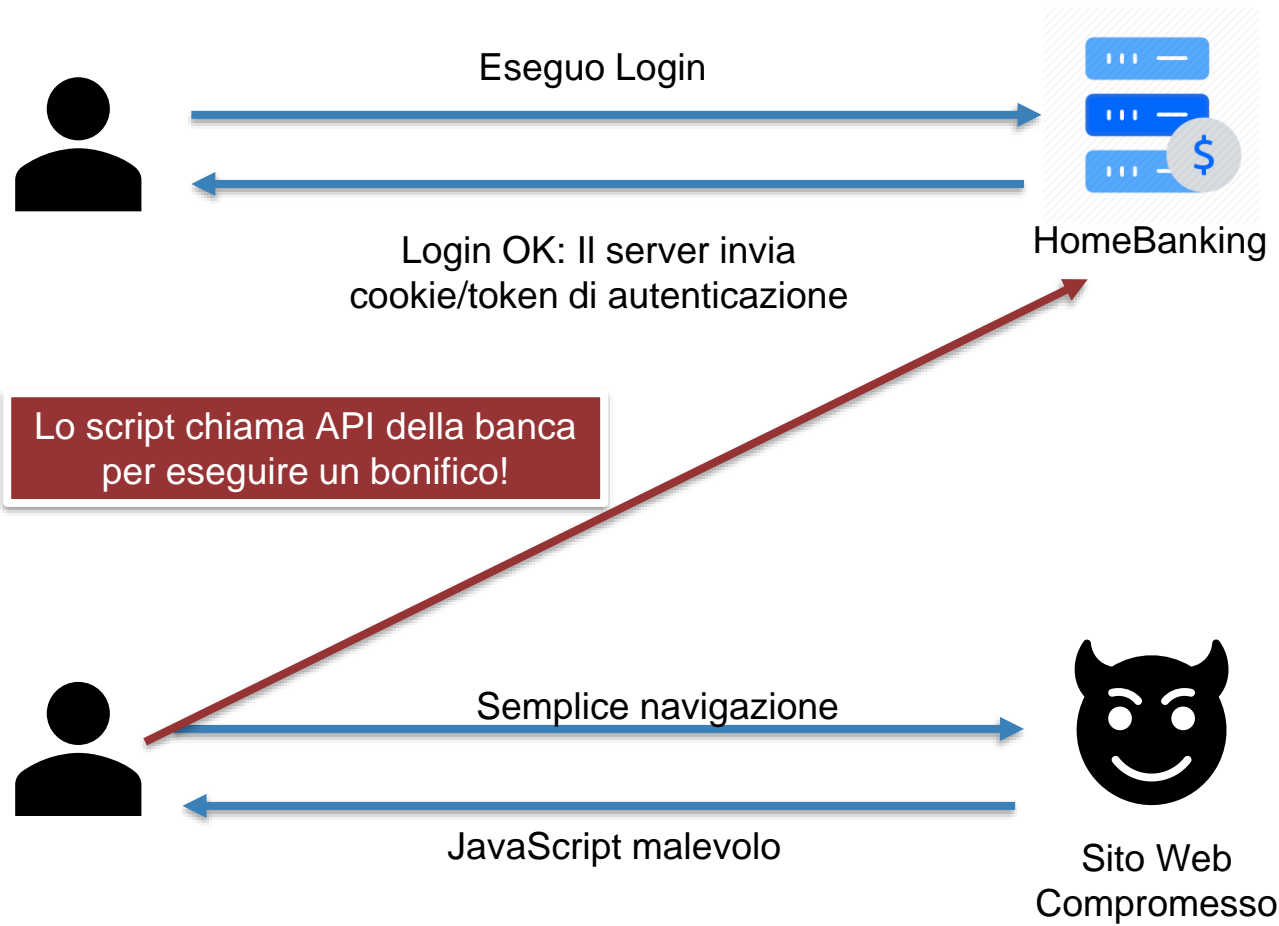 Eseguo Login
$
Login OK: Il server invia
cookie/token di autenticazione
HomeBanking
Lo script chiama API della banca
per eseguire un bonifico!
Semplice navigazione
JavaScript malevolo
Sito Web
Compromesso